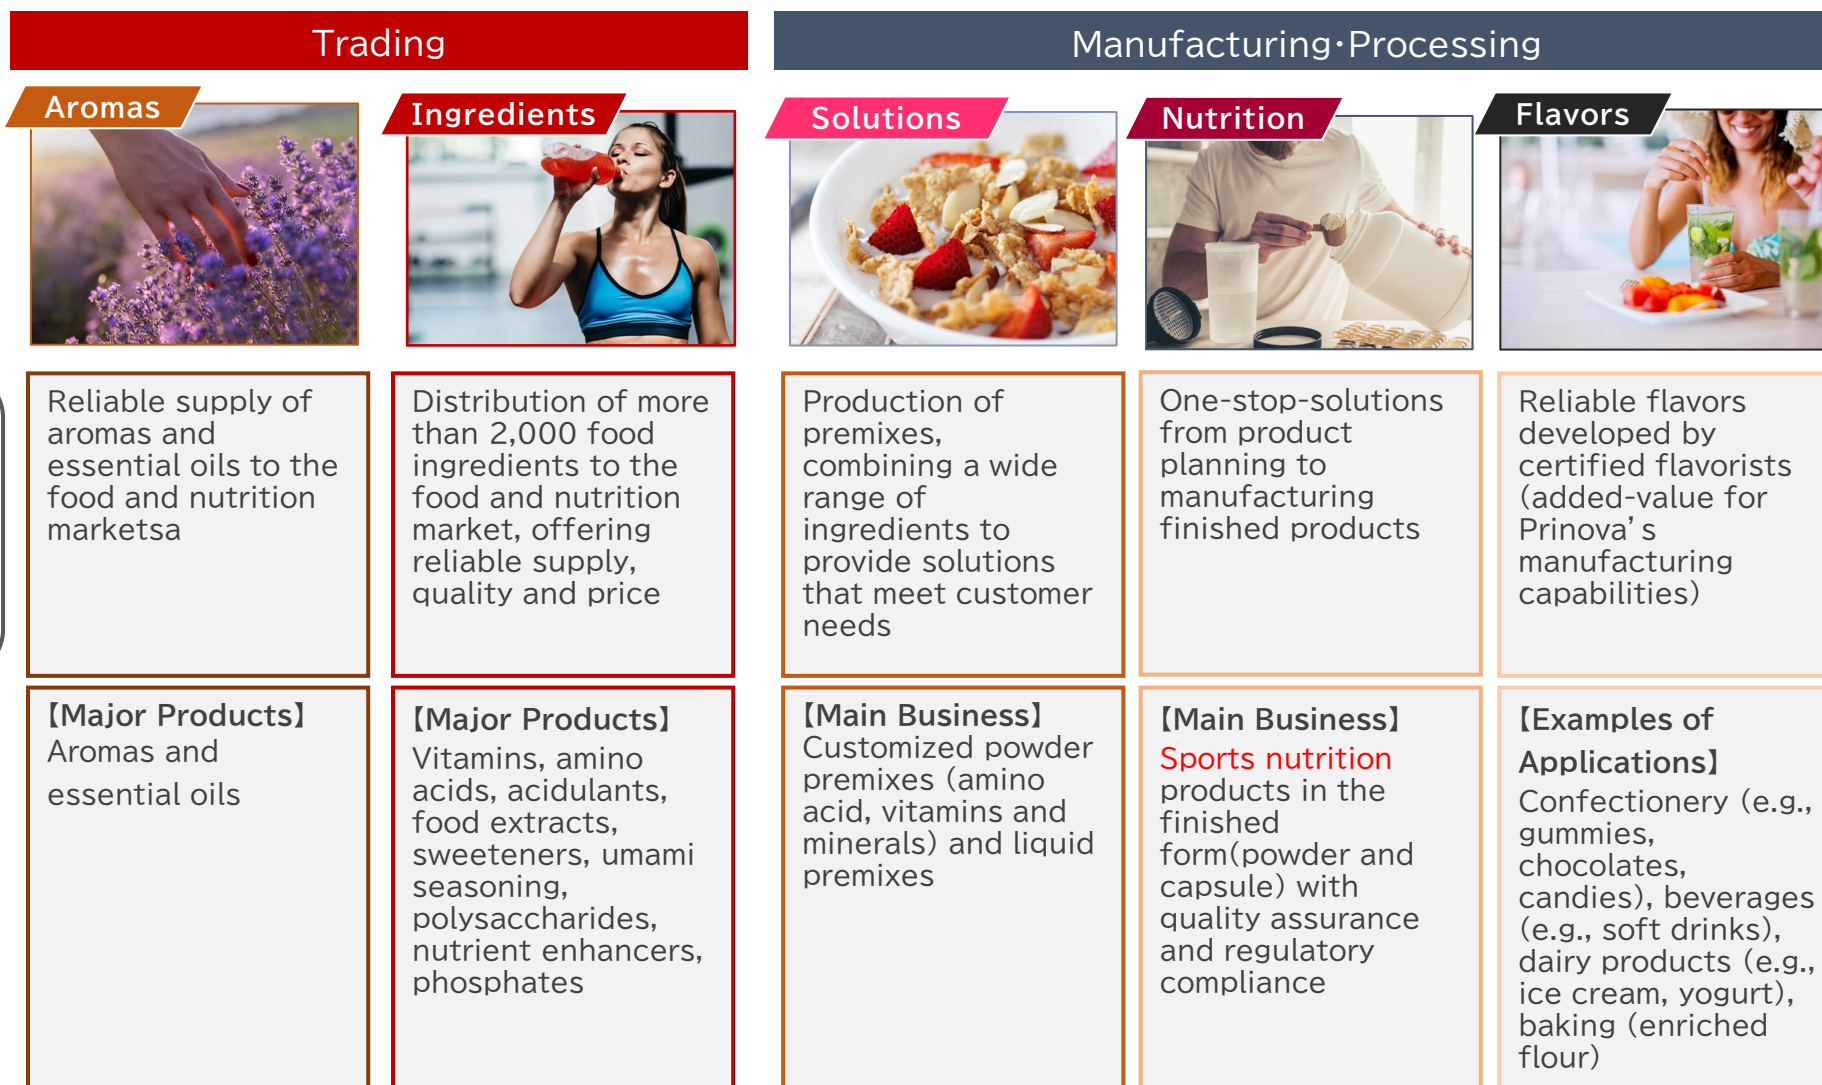 Trading
Manufacturing・Processing
Aromas
Ingredients
Solutions
Nutrition
Flavors
Reliable supply of
aromas and
essential oils to the
food and nutrition
marketsa
Distribution of more
than 2,000 food
ingredients to the
food and nutrition
market, offering
reliable supply,
quality and price
Production of
premixes,
combining a wide
range of
ingredients to
provide solutions
that meet customer
needs
One-stop-solutions
from product
planning to
manufacturing
finished products
Reliable flavors
developed by
certified flavorists
(added-value for
Prinova’s
manufacturing
capabilities)
【Major Products】
Aromas and
essential oils
【Major Products】
Vitamins, amino
acids, acidulants,
food extracts,
sweeteners, umami
seasoning,
polysaccharides,
nutrient enhancers,
phosphates
【Main Business】
Customized powder
premixes (amino
acid, vitamins and
minerals) and liquid
premixes
【Main Business】
Sports nutrition
products in the
finished
form(powder and
capsule) with
quality assurance
and regulatory
compliance
【Examples of
Applications】
Confectionery (e.g.,
gummies,
chocolates,
candies), beverages
(e.g., soft drinks),
dairy products (e.g.,
ice cream, yogurt),
baking (enriched
flour)